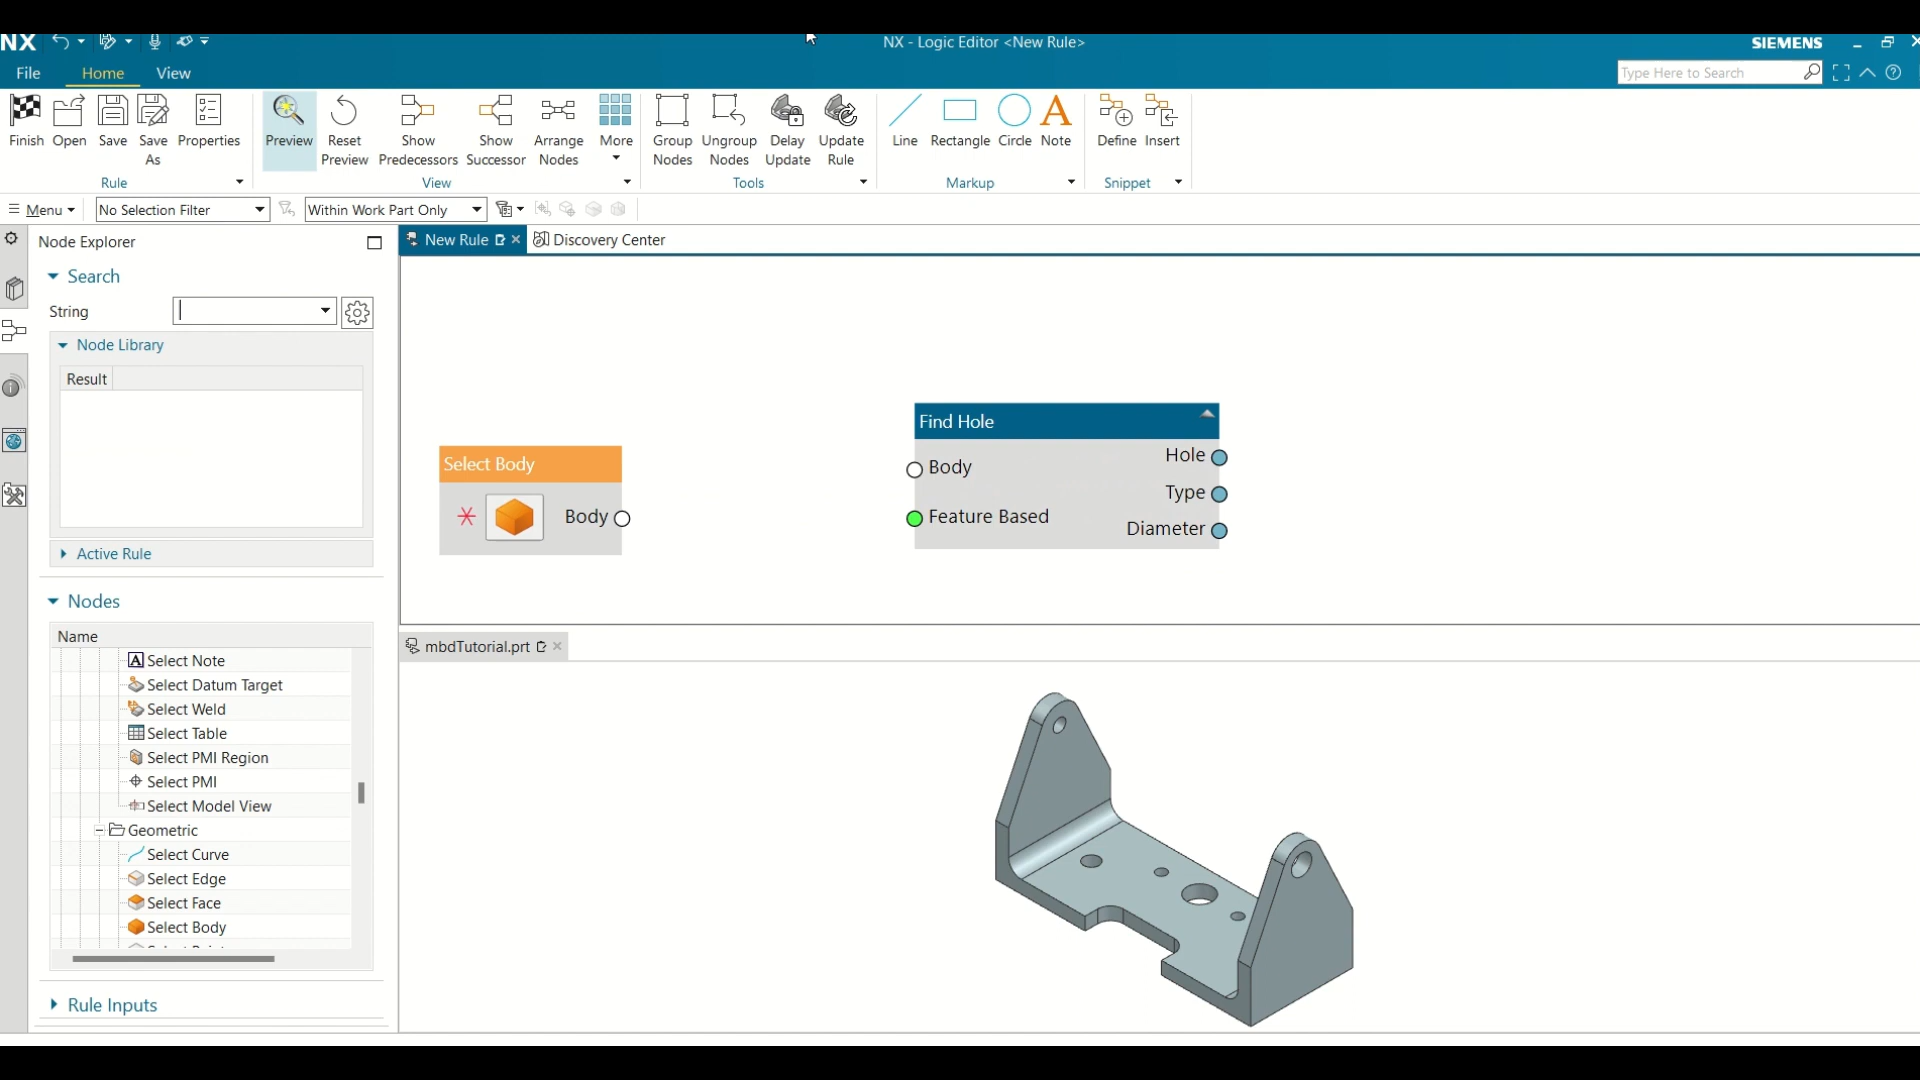 NX
NX - Logic Editor <New Rule>
SIEMENS
File
Home
View
Type Here to Search
Finish
Open
Save
Save As
Properties
Preview
Reset Preview
Show Predecessors
Show Successor
Arrange Nodes
More
Group Nodes
Ungroup Nodes
Delay Update
Update Rule
Line
Rectangle
Circle
Note
Define
Insert
Rule
View
Tools
Markup
Snippet
Menu
No Selection Filter
Within Work Part Only
Node Explorer
New Rule
Discovery Center
Search
String
Node Library
Result
Active Rule
Nodes
Name
Select Note
Select Datum Target
Select Weld
Select Table
Select PMI Region
Select PMI
Select Model View
Geometric
Select Curve
Select Edge
Select Face
Select Body
Rule Inputs
Select Body
Body
Find Hole
Body
Feature Based
Hole
Type
Diameter
mbdTutorial.prt